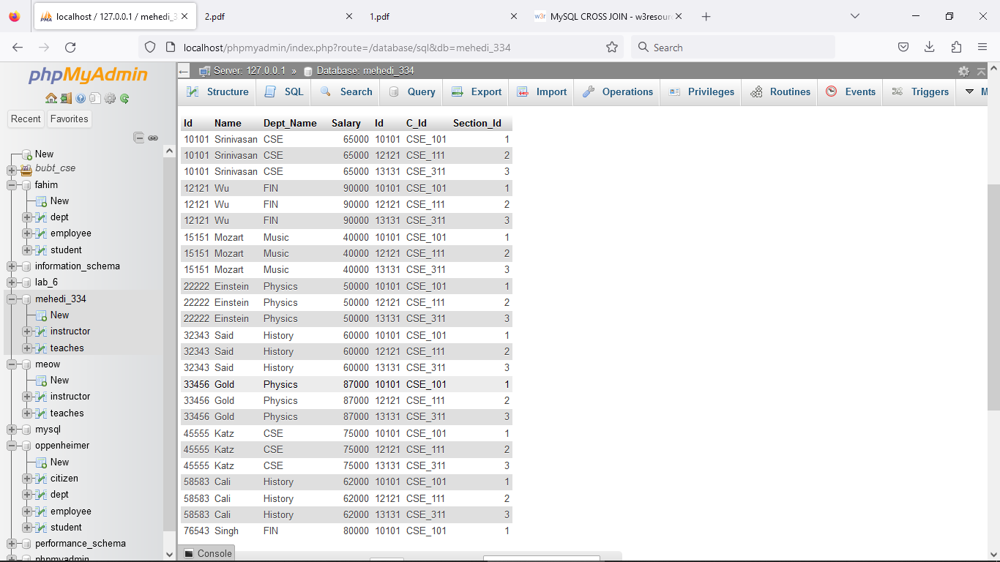 localhost / 127.0.0.1 / mehedi_3
2.pdf
1.pdf
w3r MySQL CROSS JOIN - w3resour
localhost/phpmyadmin/index.php?route=/database/sql&db=mehedi_334
Search
phpMyAdmin
Recent Favorites
New
bubt_cse
fahim
New
dept
employee
student
information_schema
lab_6
mehedi_334
New
instructor
teaches
meow
New
instructor
teaches
mysql
oppenheimer
New
citizen
dept
employee
student
performance_schema
phpmyadmin
Server: 127.0.0.1 » Database: mehedi_334
Structure SQL Search Query Export Import Operations Privileges Routines Events Triggers M
Id Name Dept_Name Salary Id C_Id Section_Id
10101 Srinivasan CSE 65000 10101 CSE_101 1
10101 Srinivasan CSE 65000 12121 CSE_111 2
10101 Srinivasan CSE 65000 13131 CSE_311 3
12121 Wu FIN 90000 10101 CSE_101 1
12121 Wu FIN 90000 12121 CSE_111 2
12121 Wu FIN 90000 13131 CSE_311 3
15151 Mozart Music 40000 10101 CSE_101 1
15151 Mozart Music 40000 12121 CSE_111 2
15151 Mozart Music 40000 13131 CSE_311 3
22222 Einstein Physics 50000 10101 CSE_101 1
22222 Einstein Physics 50000 12121 CSE_111 2
22222 Einstein Physics 50000 13131 CSE_311 3
32343 Said History 60000 10101 CSE_101 1
32343 Said History 60000 12121 CSE_111 2
32343 Said History 60000 13131 CSE_311 3
33456 Gold Physics 87000 10101 CSE_101 1
33456 Gold Physics 87000 12121 CSE_111 2
33456 Gold Physics 87000 13131 CSE_311 3
45555 Katz CSE 75000 10101 CSE_101 1
45555 Katz CSE 75000 12121 CSE_111 2
45555 Katz CSE 75000 13131 CSE_311 3
58583 Cali History 62000 10101 CSE_101 1
58583 Cali History 62000 12121 CSE_111 2
58583 Cali History 62000 13131 CSE_311 3
76543 Singh FIN 80000 10101 CSE_101 1
Console